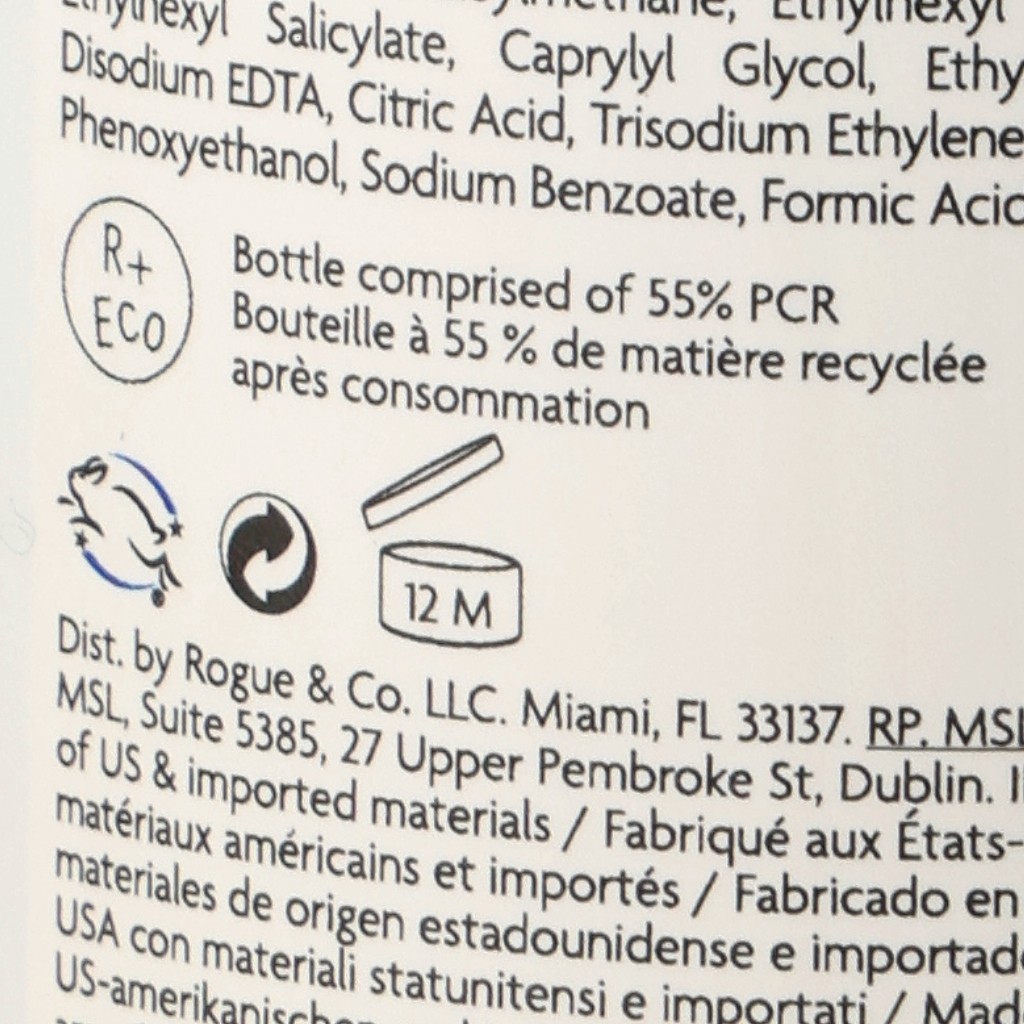 Salicylate, Caprylyl Glycol,
Disodium EDTA, Citric Acid, Trisodium Ethylene
Phenoxyethanol, Sodium Benzoate, Formic
R+
ECO
Bottle comprised of 55% PCR
Bouteille à 55 % de matière recyclée
après consommation
12 M
Dist. by Rogue & Co. LLC. Miami, FL 33137. RP.
MSL, Suite 5385, 27 Upper Pembroke St, Dublin.
of US & imported materials / Fabriqué aux États-
matériaux américains et importés / Fabricado en
materiales de origen estadounidense e
USA con materiali statunitensi e importati /